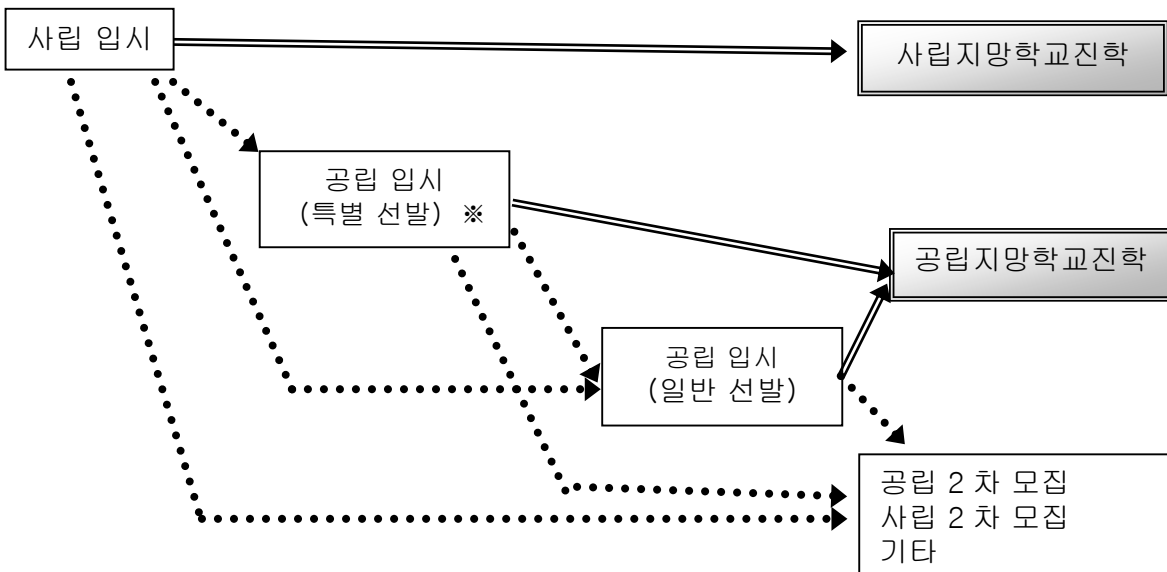 사립 입시
사립지망학교진학
공립 입시
(특별 선발) ※
공립지망학교진학
공립 입시
(일반 선발)
공립 2 차 모집
사립 2 차 모집
기타